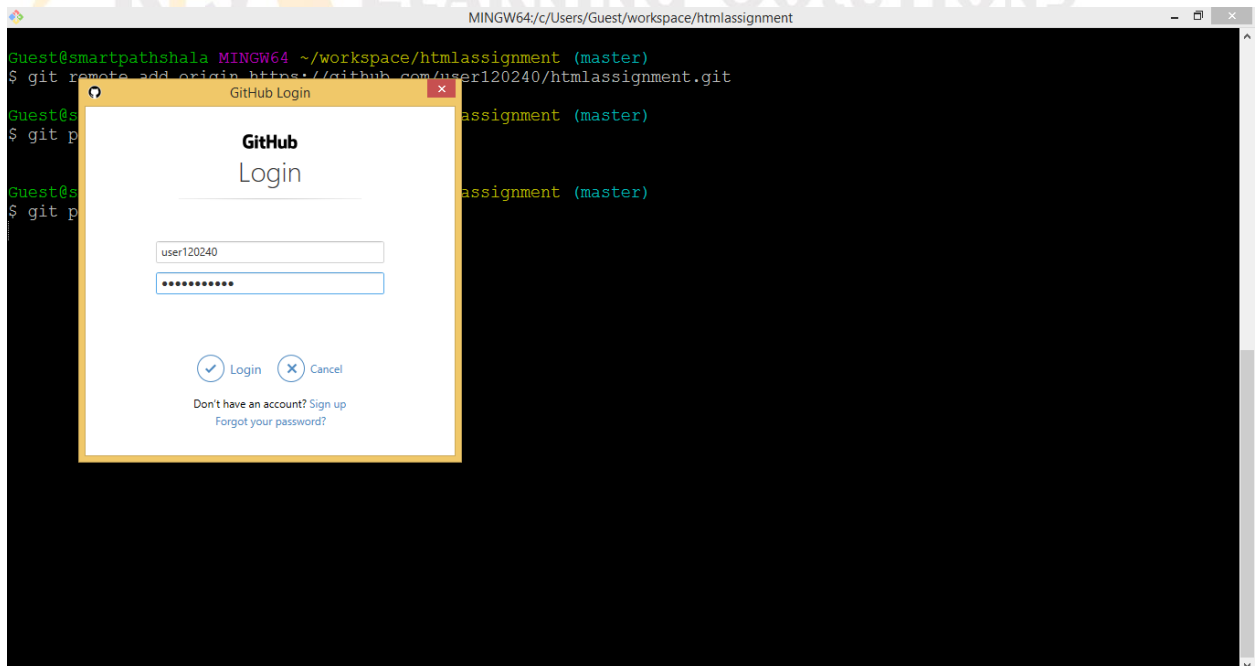 MINGW64:/c/Users/Guest/workspace/htmlassignment
Guest@smartpathshala MINGW64 ~/workspace/htmlassignment (master)
$ git remote add origin https://github.com/user120240/htmlassignment.git
GitHub Login
Guest@s assignment (master)
$ git p
GitHub
Login
Guest@s assignment (master)
$ git p
user120240
•••••••••••
Login Cancel
Don't have an account? Sign up
Forgot your password?